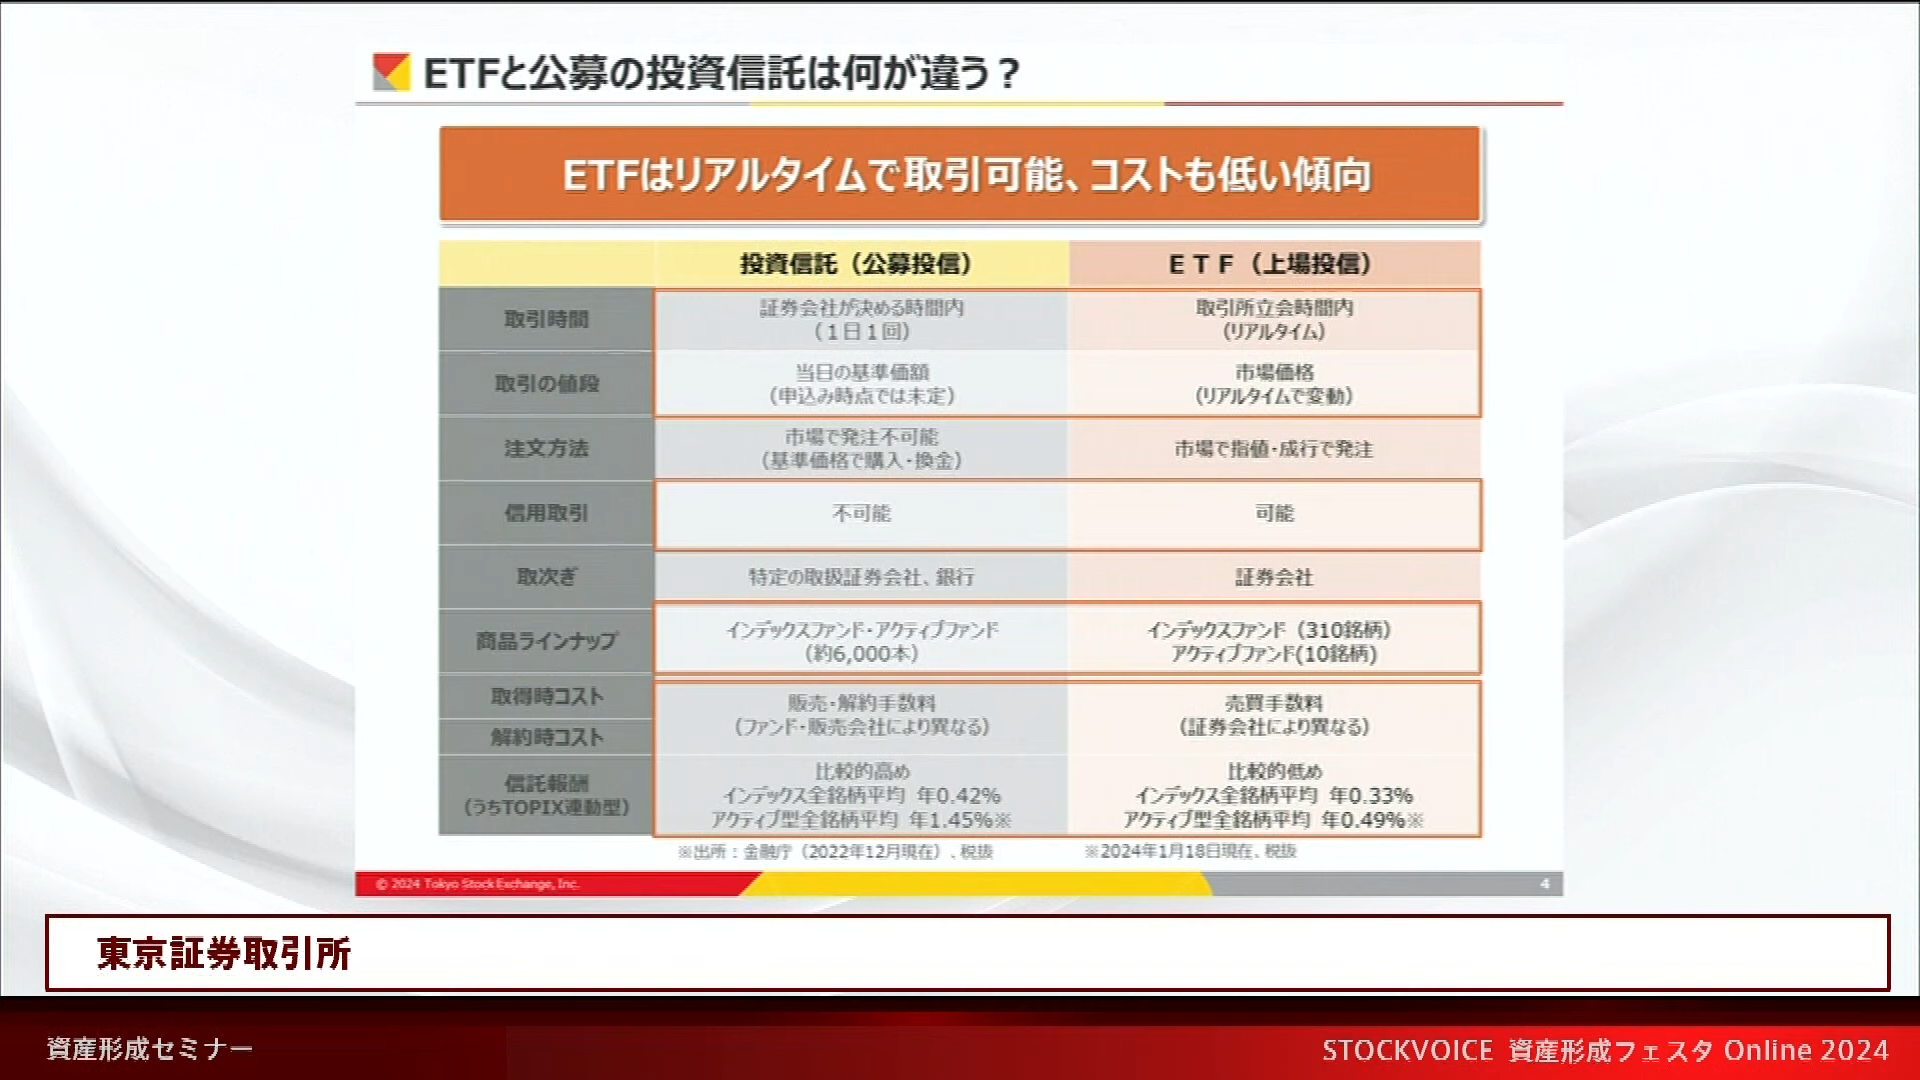 ETFと公募の投資信託は何が違う？
ETFはリアルタイムで取引可能、コストも低い傾向
投資信託（公募投信）
ＥＴＦ（上場投信）
取引時間
証券会社が決める時間内
（１日１回）
取引所立会時間内
（リアルタイム）
取引の値段
当日の基準価額
（申込み時点では未定）
市場価格
（リアルタイムで変動）
注文方法
市場で発注不可能
（基準価格で購入・換金）
市場で指値・成行で発注
信用取引
不可能
可能
取次ぎ
特定の取扱証券会社、銀行
証券会社
商品ラインナップ
インデックスファンド・アクティブファンド
（約6,000本）
インデックスファンド（310銘柄）
アクティブファンド(10銘柄)
取得時コスト
解約時コスト
販売・解約手数料
（ファンド・販売会社により異なる）
売買手数料
（証券会社により異なる）
信託報酬
（うちTOPIX連動型）
比較的高め
インデックス全銘柄平均 年0.42%
アクティブ型全銘柄平均 年1.45%※
比較的低め
インデックス全銘柄平均 年0.33%
アクティブ型全銘柄平均 年0.49%※
※出所：金融庁（2022年12月現在）、税抜
※2024年1月18日現在、税抜
© 2024 Tokyo Stock Exchange, Inc.
4
東京証券取引所
資産形成セミナー
STOCKVOICE 資産形成フェスタ Online 2024